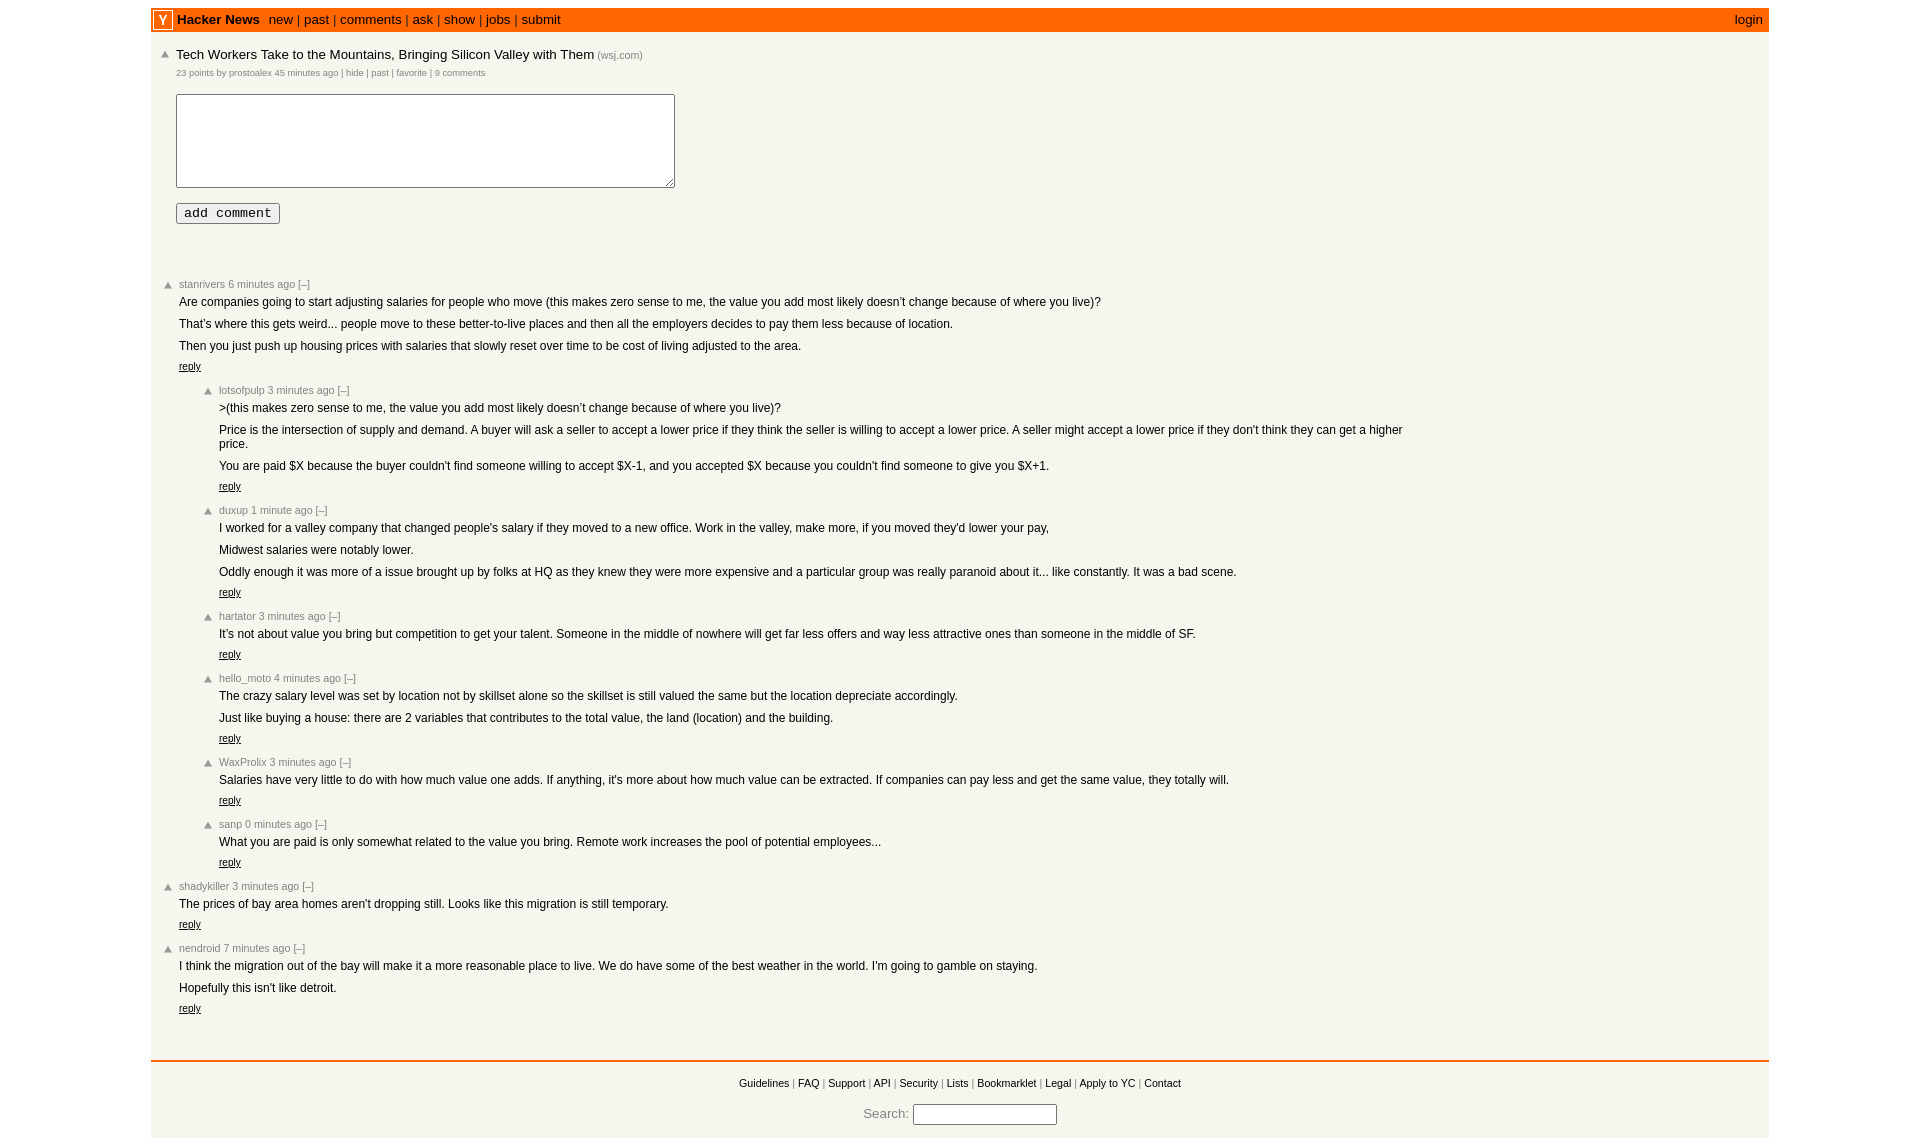 Y Hacker News new | past | comments | ask | show | jobs | submit login
Tech Workers Take to the Mountains, Bringing Silicon Valley with Them (wsj.com)
23 points by prostoalex 45 minutes ago | hide | past | favorite | 9 comments
add comment
stanrivers 6 minutes ago [–]
Are companies going to start adjusting salaries for people who move (this makes zero sense to me, the value you add most likely doesn’t change because of where you live)?
That’s where this gets weird... people move to these better-to-live places and then all the employers decides to pay them less because of location.
Then you just push up housing prices with salaries that slowly reset over time to be cost of living adjusted to the area.
reply
lotsofpulp 3 minutes ago [–]
>(this makes zero sense to me, the value you add most likely doesn’t change because of where you live)?
Price is the intersection of supply and demand. A buyer will ask a seller to accept a lower price if they think the seller is willing to accept a lower price. A seller might accept a lower price if they don't think they can get a higher
price.
You are paid $X because the buyer couldn't find someone willing to accept $X-1, and you accepted $X because you couldn't find someone to give you $X+1.
reply
duxup 1 minute ago [–]
I worked for a valley company that changed people's salary if they moved to a new office. Work in the valley, make more, if you moved they'd lower your pay,
Midwest salaries were notably lower.
Oddly enough it was more of a issue brought up by folks at HQ as they knew they were more expensive and a particular group was really paranoid about it... like constantly. It was a bad scene.
reply
hartator 3 minutes ago [–]
It’s not about value you bring but competition to get your talent. Someone in the middle of nowhere will get far less offers and way less attractive ones than someone in the middle of SF.
reply
hello_moto 4 minutes ago [–]
The crazy salary level was set by location not by skillset alone so the skillset is still valued the same but the location depreciate accordingly.
Just like buying a house: there are 2 variables that contributes to the total value, the land (location) and the building.
reply
WaxProlix 3 minutes ago [–]
Salaries have very little to do with how much value one adds. If anything, it's more about how much value can be extracted. If companies can pay less and get the same value, they totally will.
reply
sanp 0 minutes ago [–]
What you are paid is only somewhat related to the value you bring. Remote work increases the pool of potential employees...
reply
shadykiller 3 minutes ago [–]
The prices of bay area homes aren't dropping still. Looks like this migration is still temporary.
reply
nendroid 7 minutes ago [–]
I think the migration out of the bay will make it a more reasonable place to live. We do have some of the best weather in the world. I'm going to gamble on staying.
Hopefully this isn't like detroit.
reply
Guidelines | FAQ | Support | API | Security | Lists | Bookmarklet | Legal | Apply to YC | Contact
Search: